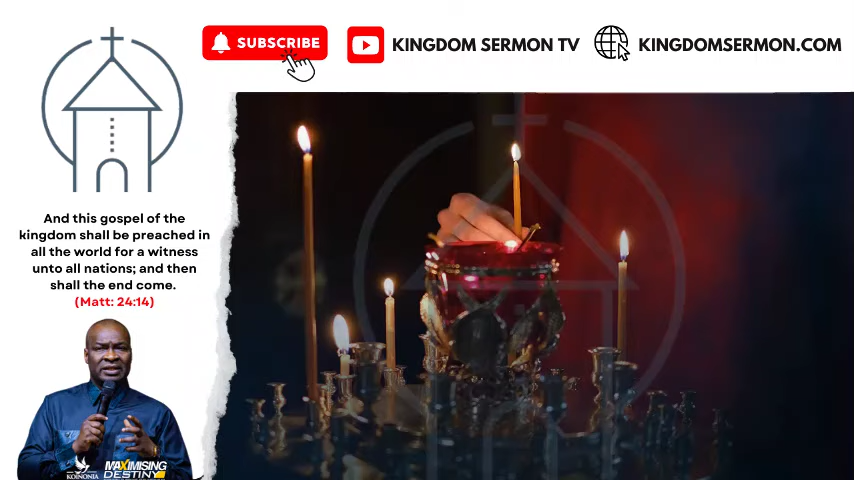 SUBSCRIBE
KINGDOM SERMON TV
KINGDOMSERMON.COM
And this gospel of the
kingdom shall be preached in
all the world for a witness
unto all nations; and then
shall the end come.
(Matt: 24:14)
KOINONIA
MAXIMISING
DESTINY